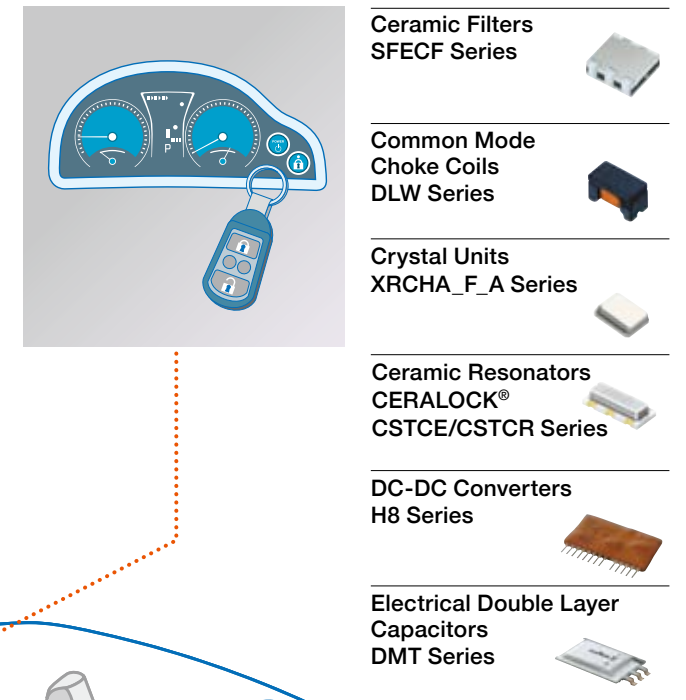 POWER
P
Ceramic Filters
SFECF Series
Common Mode
Choke Coils
DLW Series
Crystal Units
XRCHA_F_A Series
Ceramic Resonators
CERALOCK®
CSTCE/CSTCR Series
DC-DC Converters
H8 Series
Electrical Double Layer
Capacitors
DMT Series